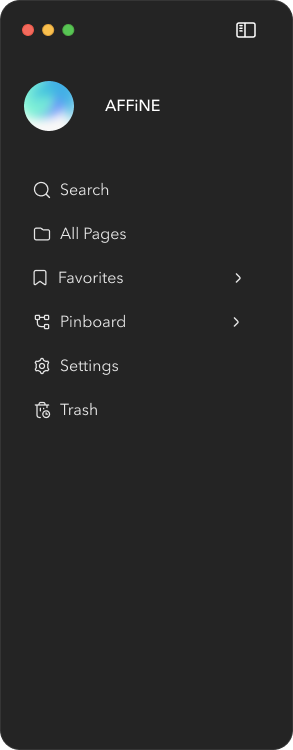 AFFiNE
Search
All Pages
Favorites
Pinboard
Settings
Trash